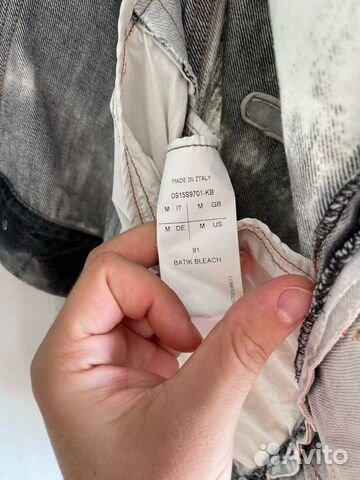 MADE IN ITALY
DS15S9701-KB
M IT M GB
M DE M US
91
BATIK BLEACH
Avito